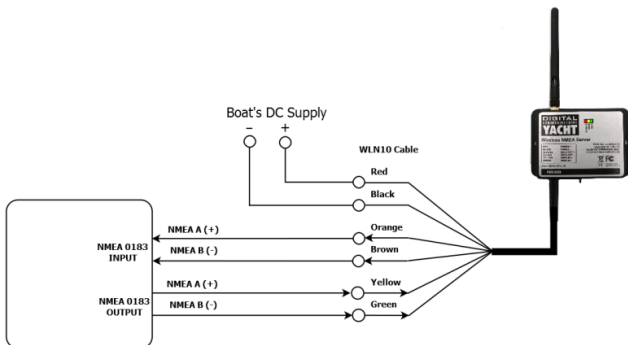 Boat's DC Supply
- +
WLN10 Cable
Red
Black
Orange
Brown
Yellow
Green
NMEA A (+)
NMEA B (-)
NMEA A (+)
NMEA B (-)
NMEA 0183
INPUT
NMEA 0183
OUTPUT
DIGITAL
YACHT
Wireless NMEA Server